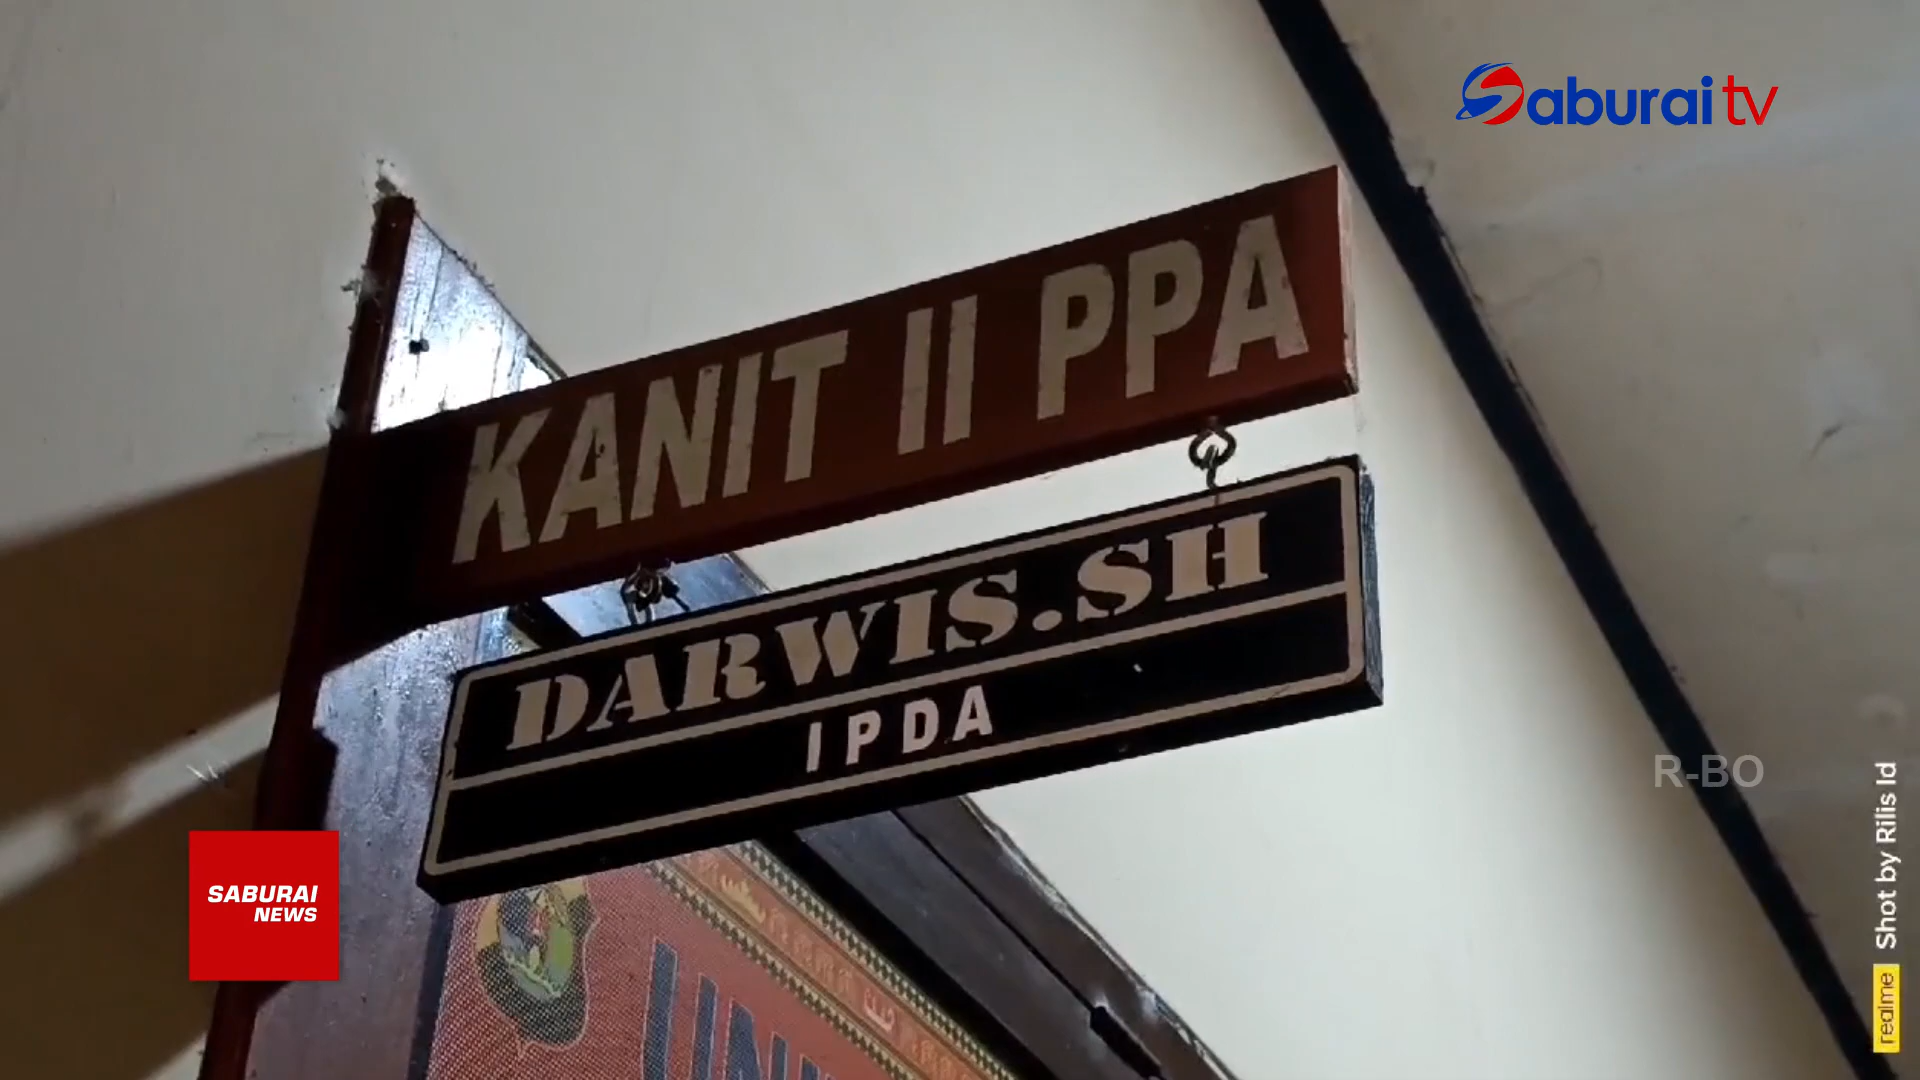 Saburai tv
KANIT II PPA
DARWIS.SH
IPDA
R-BO
SABURAI
NEWS
realme Shot by Rilis Id